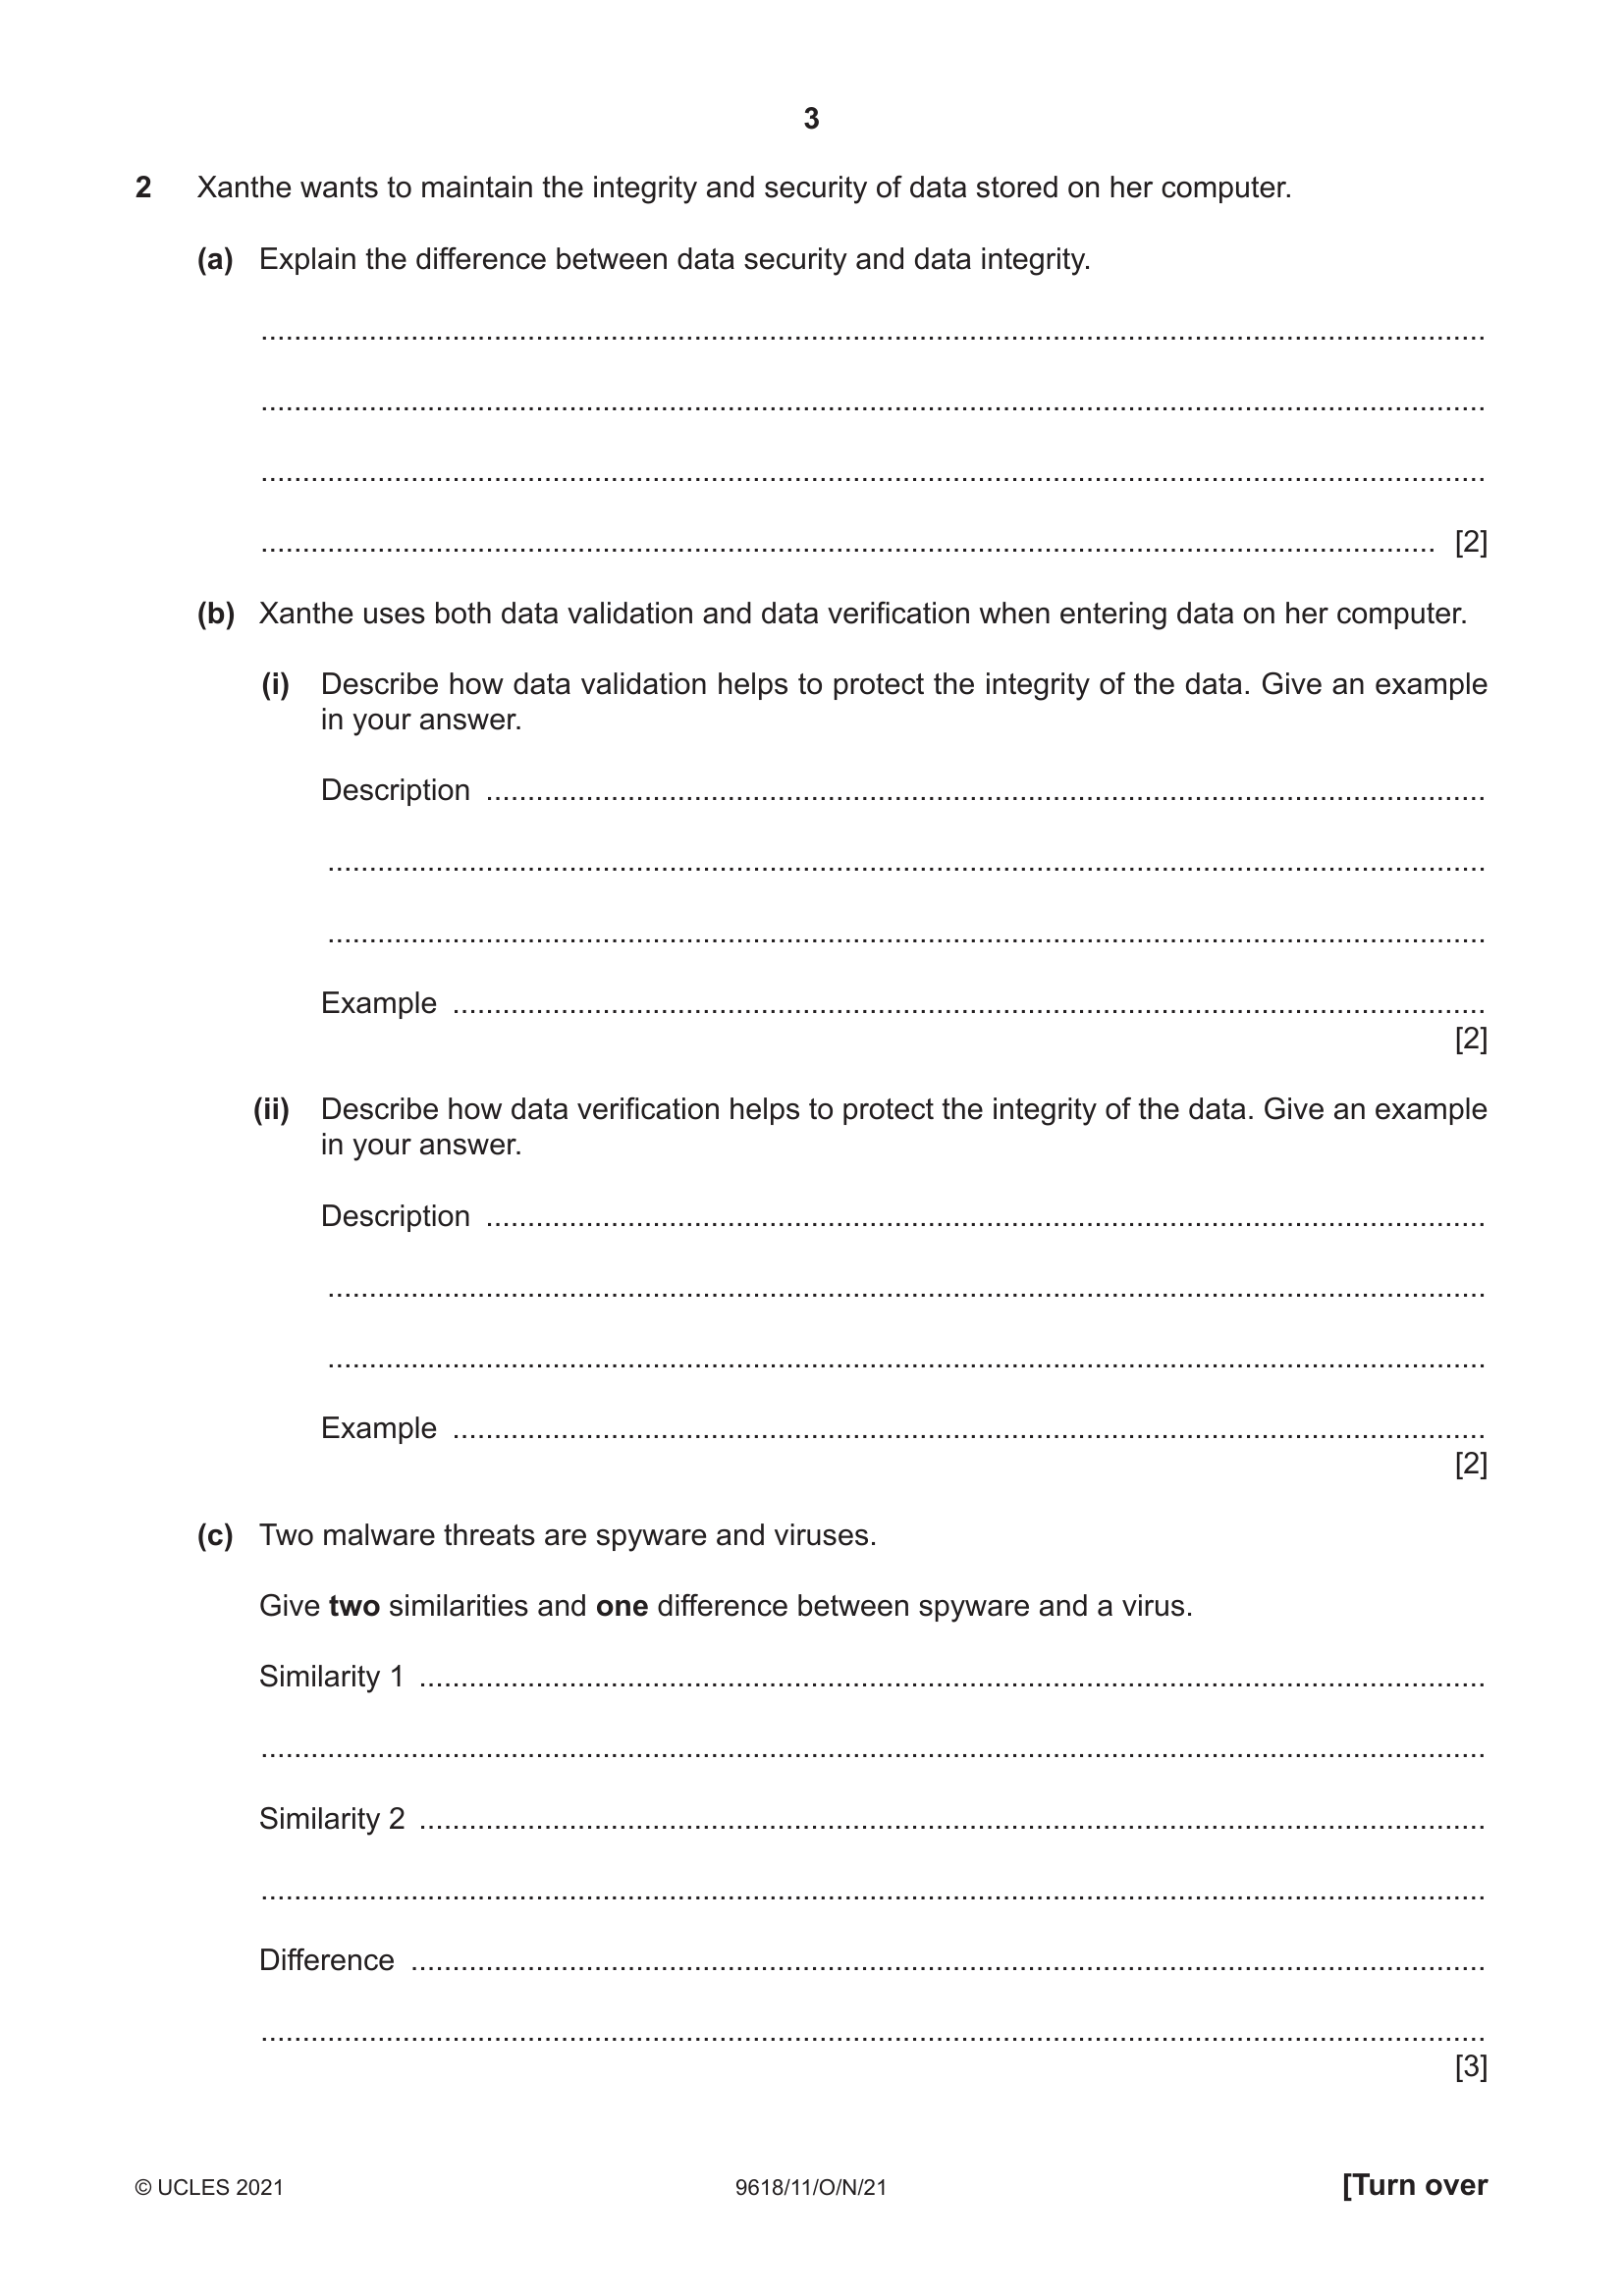 3
2 Xanthe wants to maintain the integrity and security of data stored on her computer.
(a) Explain the difference between data security and data integrity.
...................................................................................................................................................
...................................................................................................................................................
...................................................................................................................................................
............................................................................................................................................. [2]
(b) Xanthe uses both data validation and data verification when entering data on her computer.
(i) Describe how data validation helps to protect the integrity of the data. Give an example
in your answer.
Description ........................................................................................................................
...........................................................................................................................................
...........................................................................................................................................
Example ............................................................................................................................
[2]
(ii) Describe how data verification helps to protect the integrity of the data. Give an example
in your answer.
Description ........................................................................................................................
...........................................................................................................................................
...........................................................................................................................................
Example ............................................................................................................................
[2]
(c) Two malware threats are spyware and viruses.
Give two similarities and one difference between spyware and a virus.
Similarity 1 ................................................................................................................................
...................................................................................................................................................
Similarity 2 ................................................................................................................................
...................................................................................................................................................
Difference .................................................................................................................................
...................................................................................................................................................
[3]
© UCLES 2021 9618/11/O/N/21 [Turn over